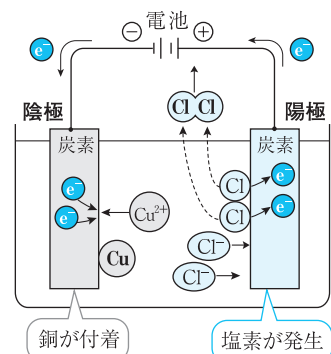 電池
⊖ ⊕
e⁻ e⁻
陰極 陽極
Cl Cl
炭素 炭素
e⁻ Cl e⁻
e⁻ Cu²⁺ Cl e⁻
Cu Cl⁻
Cl⁻
銅が付着 塩素が発生